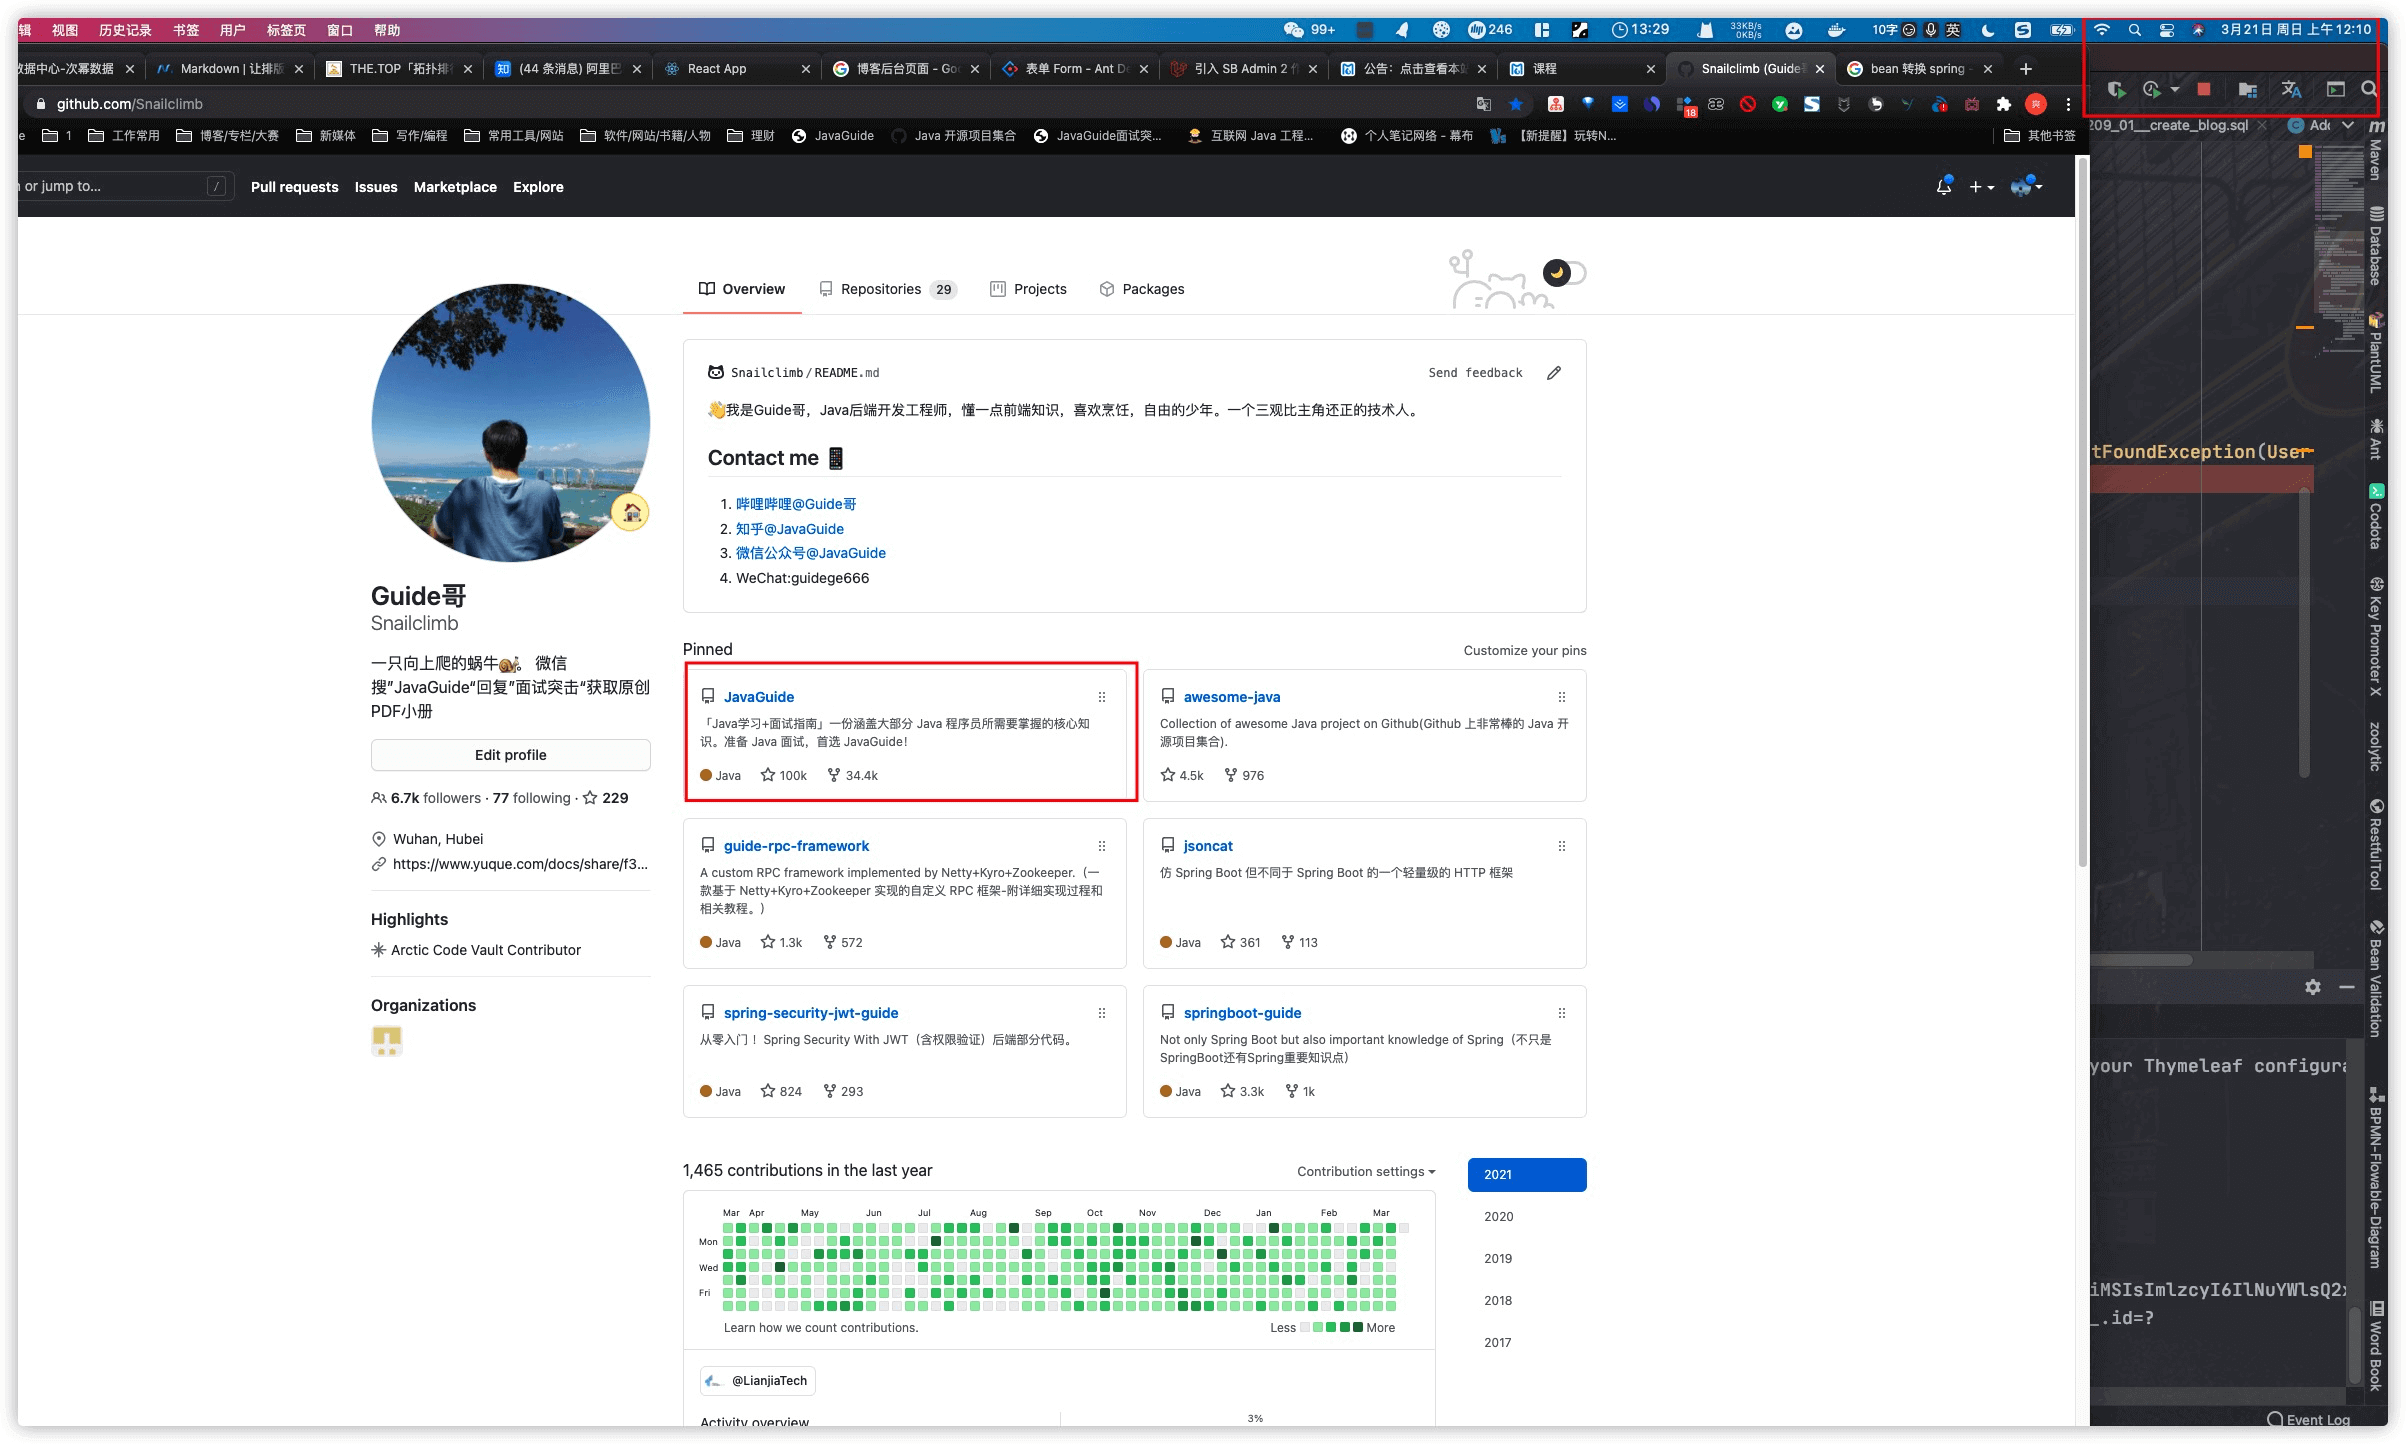 辑 视图 历史记录 书签 用户 标签页 窗口 帮助 99+ 246 13:29 33KB/s 0KB/s 10字 英 3月21日 周日 上午12:10
数据中心-次幂数据 Markdown | 让排版 THE.TOP「拓扑排 (44 条消息) 阿里巴 React App 博客后台页面 - Goo 表单 Form - Ant De 引入 SB Admin 2 公告：点击查看本站 课程 Snailclimb (Guide bean 转换 spring -
github.com/Snailclimb
18
e 1 工作常用 博客/专栏/大赛 新媒体 写作/编程 常用工具/网站 软件/网站/书籍/人物 理财 JavaGuide Java 开源项目集合 JavaGuide面试突... 互联网 Java 工程... 个人笔记网络 - 幕布 【新提醒】玩转N... 其他书签
209_01__create_blog.sql Adc
or jump to... / Pull requests Issues Marketplace Explore
Overview Repositories 29 Projects Packages
Snailclimb/README.md Send feedback
👋我是Guide哥，Java后端开发工程师，懂一点前端知识，喜欢烹饪，自由的少年。一个三观比主角还正的技术人。
Contact me 📱
1. 哔哩哔哩@Guide哥
2. 知乎@JavaGuide
3. 微信公众号@JavaGuide
4. WeChat:guidege666
Guide哥
Snailclimb
一只向上爬的蜗牛🐌。 微信
搜”JavaGuide“回复”面试突击“获取原创
PDF小册
Edit profile
6.7k followers · 77 following · 229
Wuhan, Hubei
https://www.yuque.com/docs/share/f3...
Highlights
Arctic Code Vault Contributor
Organizations
Pinned Customize your pins
JavaGuide
「Java学习+面试指南」一份涵盖大部分 Java 程序员所需要掌握的核心知
识。准备 Java 面试，首选 JavaGuide！
Java 100k 34.4k
awesome-java
Collection of awesome Java project on Github(Github 上非常棒的 Java 开
源项目集合).
4.5k 976
guide-rpc-framework
A custom RPC framework implemented by Netty+Kyro+Zookeeper.（一
款基于 Netty+Kyro+Zookeeper 实现的自定义 RPC 框架-附详细实现过程和
相关教程。）
Java 1.3k 572
jsoncat
仿 Spring Boot 但不同于 Spring Boot 的一个轻量级的 HTTP 框架
Java 361 113
spring-security-jwt-guide
从零入门 ！Spring Security With JWT（含权限验证）后端部分代码。
Java 824 293
springboot-guide
Not only Spring Boot but also important knowledge of Spring（不只是
SpringBoot还有Spring重要知识点）
Java 3.3k 1k
1,465 contributions in the last year Contribution settings
Mar Apr May Jun Jul Aug Sep Oct Nov Dec Jan Feb Mar
Mon
Wed
Fri
Learn how we count contributions. Less More
2021
2020
2019
2018
2017
@LianjiaTech
Activity overview
3%
tFoundException(User
your Thymeleaf configura
iMSIsImlzcyI6IlNuYWlsQ2x
_.id=?
m
Maven
Database
PlantUML
Ant
Codota
Key Promoter X
zoolytic
RestfulTool
Bean Validation
BPMN-Flowable-Diagram
Word Book
Event Log